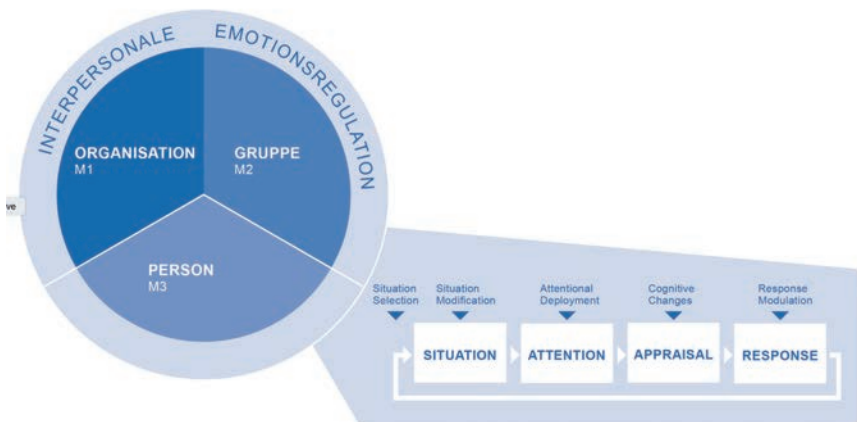 INTERPERSONALE EMOTIONSREGULATION
ORGANISATION
M1
GRUPPE
M2
ve
PERSON
M3
Situation
Selection
Situation
Modification
Attentional
Deployment
Cognitive
Changes
Response
Modulation
SITUATION
ATTENTION
APPRAISAL
RESPONSE